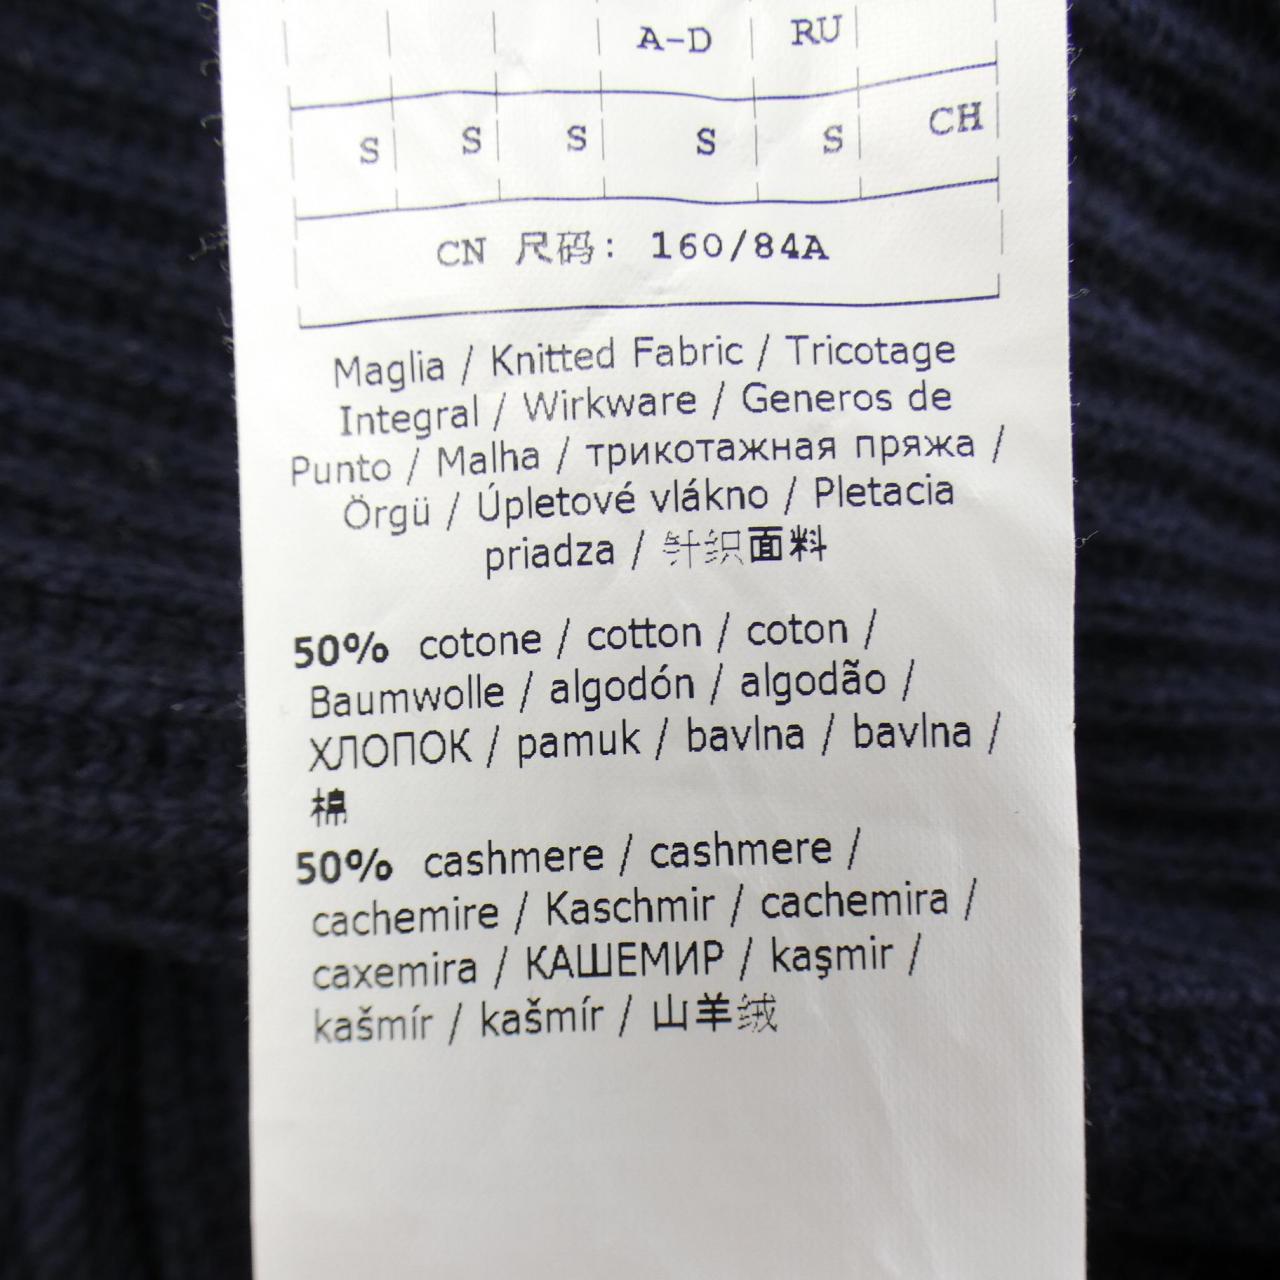 A-D RU
S S S S S CH
CN 尺码: 160/84A
Maglia / Knitted Fabric / Tricotage
Integral / Wirkware / Generos de
Punto / Malha / трикотажная пряжа /
Örgü / Úpletové vlákno / Pletacia
priadza / 针织面料
50% cotone / cotton / coton /
Baumwolle / algodón / algodão /
ХЛОПОК / pamuk / bavlna / bavlna /
棉
50% cashmere / cashmere /
cachemire / Kaschmir / cachemira /
caxemira / КАШЕМИР / kaşmir /
kašmír / kašmír / 山羊绒